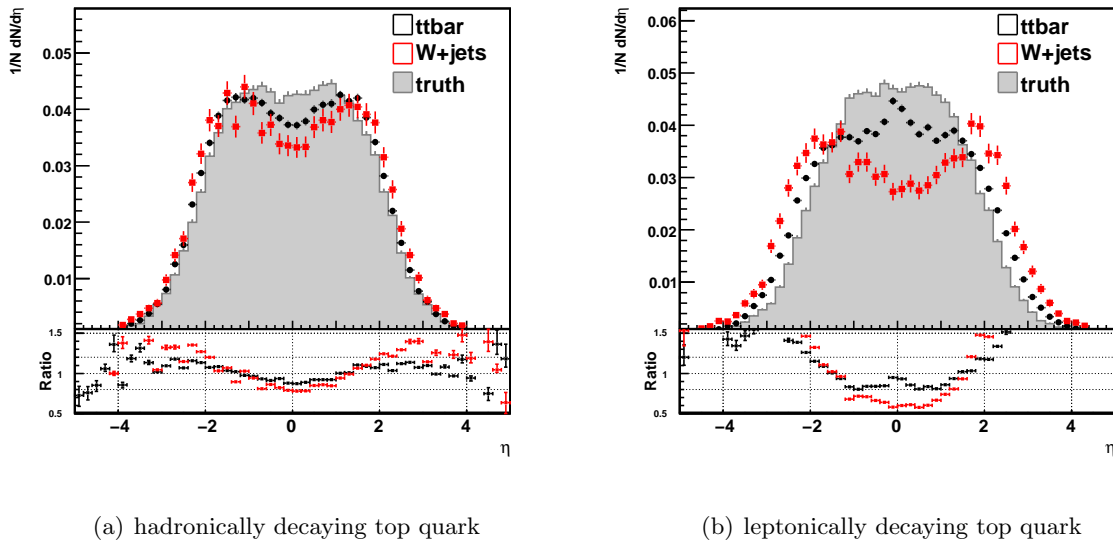 1/N dN/dη
ttbar
W+jets
truth
0.05
0.04
0.03
0.02
0.01
1.5
Ratio
1
0.5
−4 −2 0 2 4
η
(a) hadronically decaying top quark
1/N dN/dη
ttbar
W+jets
truth
0.06
0.05
0.04
0.03
0.02
0.01
1.5
Ratio
1
0.5
−4 −2 0 2 4
η
(b) leptonically decaying top quark